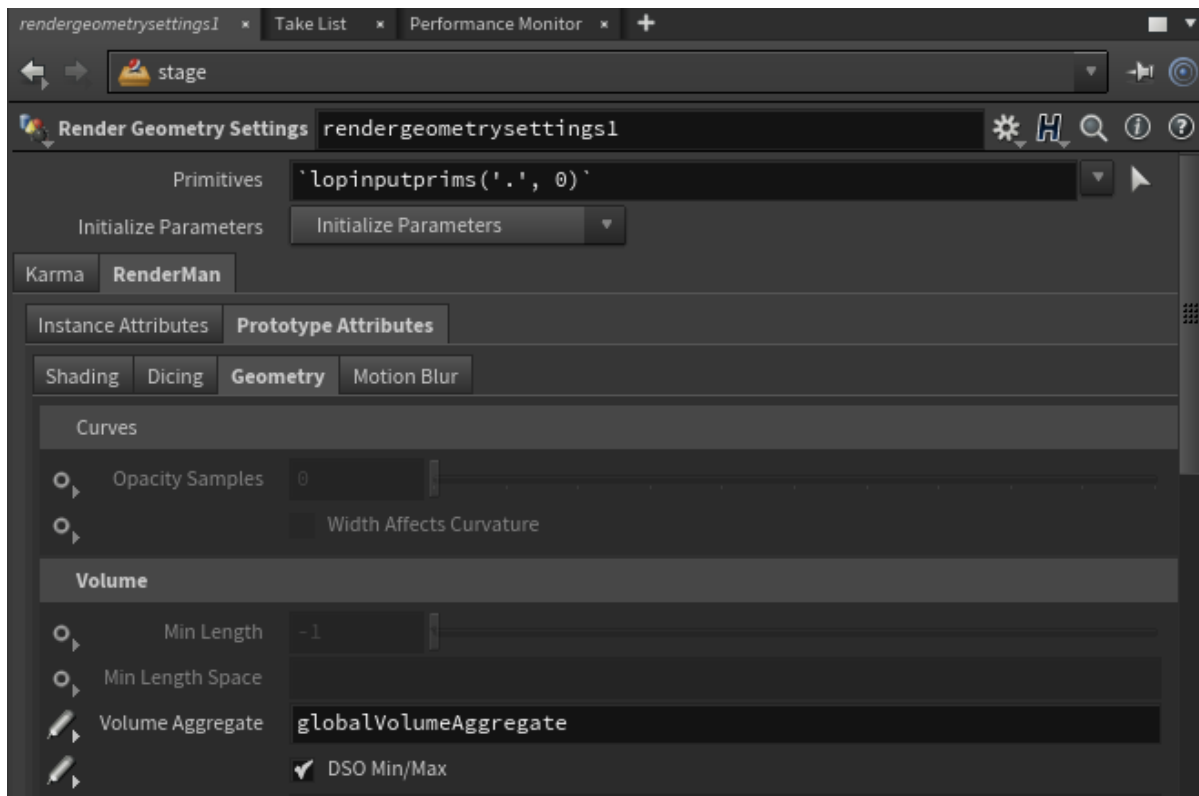 rendergeometrysettings1 × Take List × Performance Monitor × +
stage
Render Geometry Settings rendergeometrysettings1
Primitives `lopinputprims('.', 0)`
Initialize Parameters Initialize Parameters
Karma RenderMan
Instance Attributes Prototype Attributes
Shading Dicing Geometry Motion Blur
Curves
Opacity Samples 0
Width Affects Curvature
Volume
Min Length -1
Min Length Space
Volume Aggregate globalVolumeAggregate
DSO Min/Max